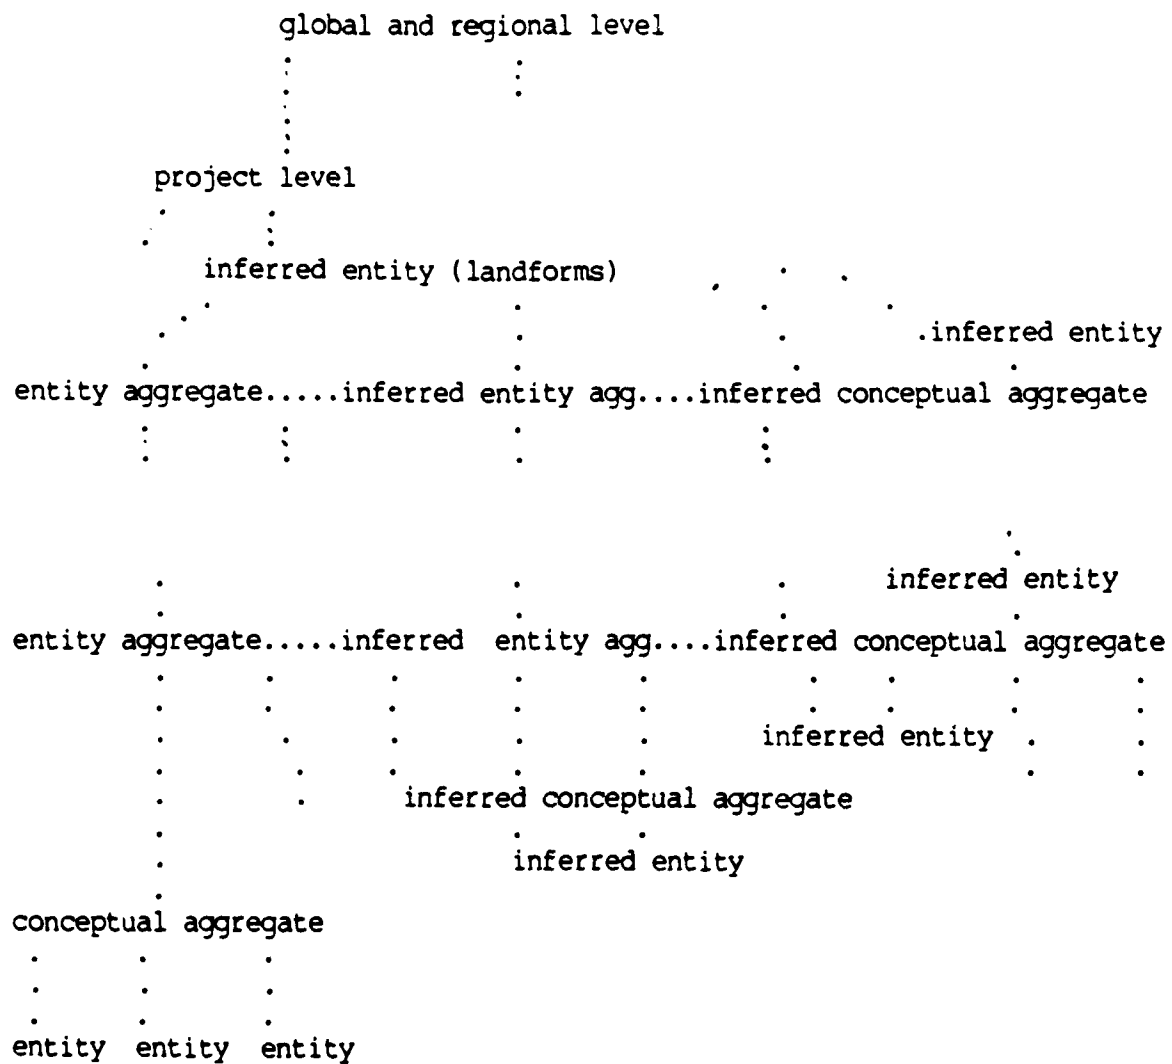 global and regional level
project level
inferred entity (landforms)
.inferred entity
entity aggregate.....inferred entity agg....inferred conceptual aggregate
inferred entity
entity aggregate.....inferred entity agg....inferred conceptual aggregate
inferred entity
inferred conceptual aggregate
inferred entity
conceptual aggregate
entity entity entity